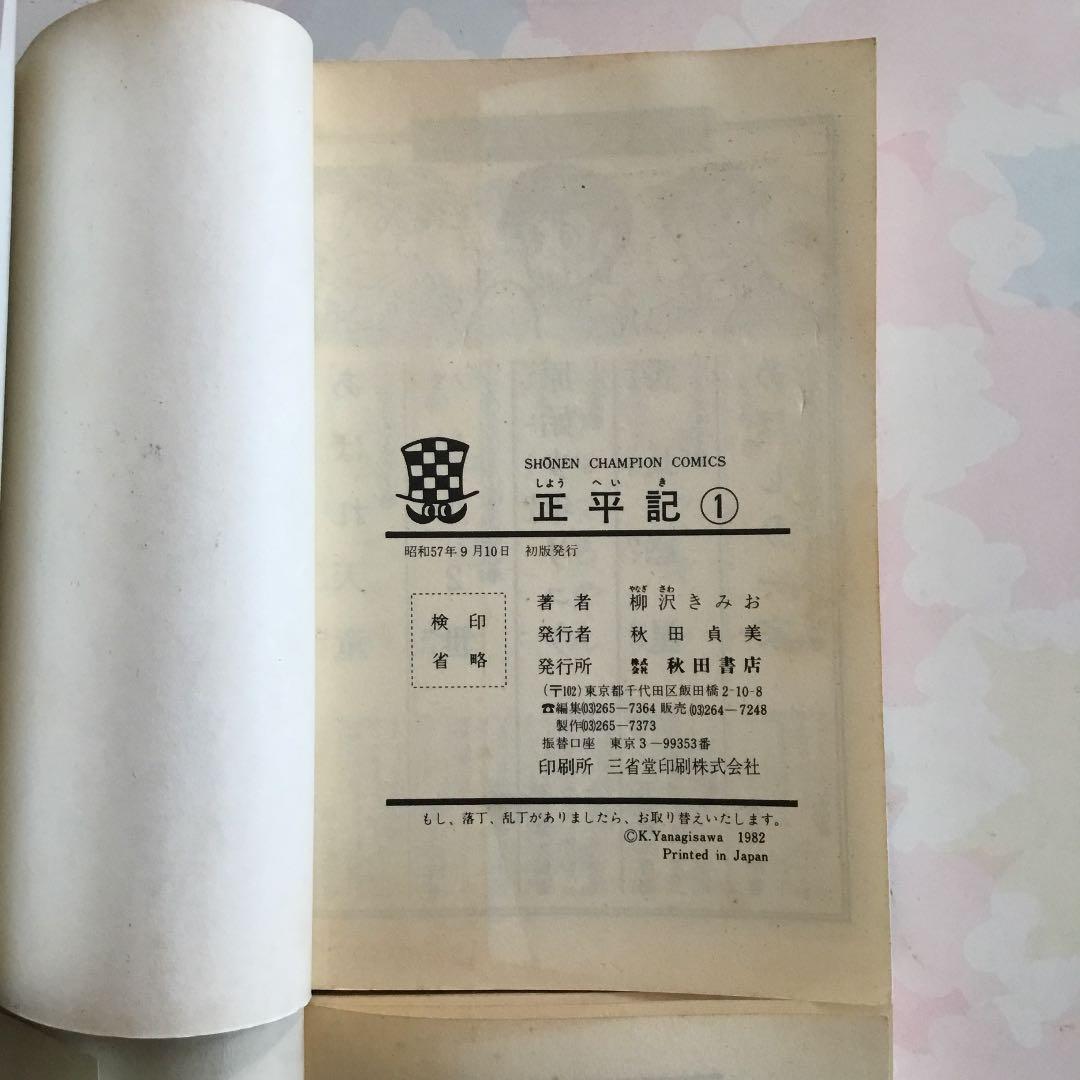 SHŌNEN CHAMPION COMICS
しよう へい き
正平記①
昭和57年9月10日 初版発行
検印
省略
やなぎ さわ
著者 柳沢きみお
発行者 秋田貞美
発行所 株式会社 秋田書店
(〒102)東京都千代田区飯田橋2-10-8
☎編集(03)265—7364 販売(03)264—7248
製作(03)265-7373
振替口座 東京3—99353番
印刷所 三省堂印刷株式会社
もし、落丁、乱丁がありましたら、お取り替えいたします。
©K.Yanagisawa 1982
Printed in Japan